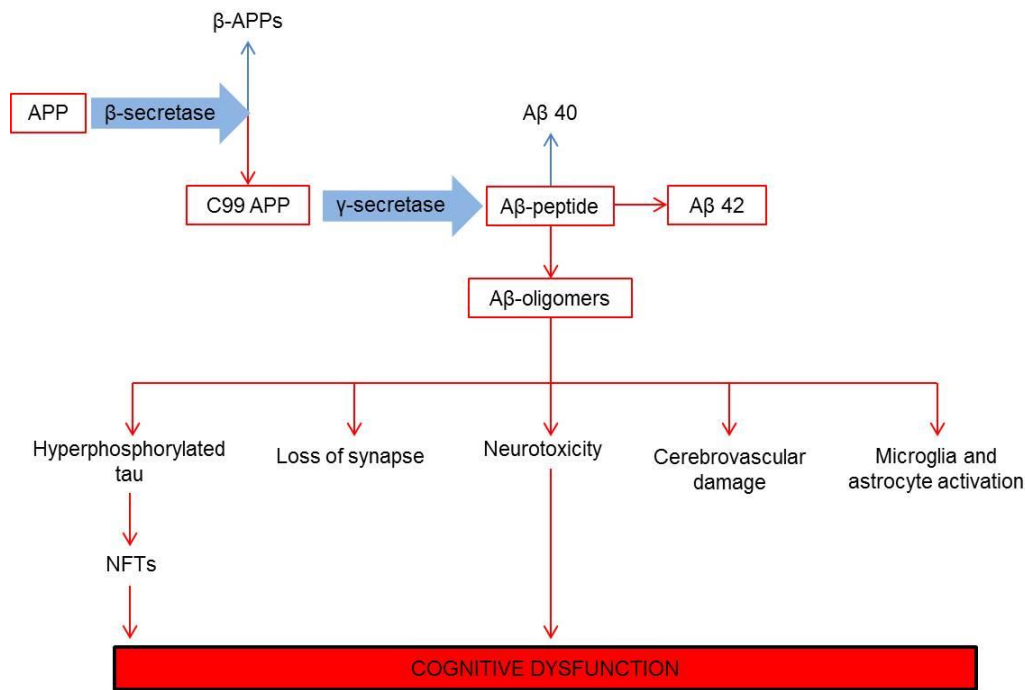 β-APPs
APP
β-secretase
Aβ 40
C99 APP
γ-secretase
Aβ-peptide
Aβ 42
Aβ-oligomers
Hyperphosphorylated
tau
Loss of synapse
Neurotoxicity
Cerebrovascular
damage
Microglia and
astrocyte activation
NFTs
COGNITIVE DYSFUNCTION